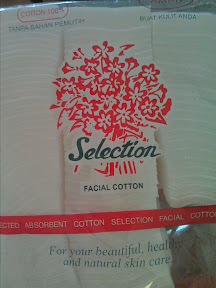 COTTON 100%
TANPA BAHAN PEMUTIH
BUAT KULIT ANDA
Selection
FACIAL COTTON
ECTED ABSORBENT COTTON SELECTION FACIAL COTTON
For your beautiful, healthy
and natural skin care